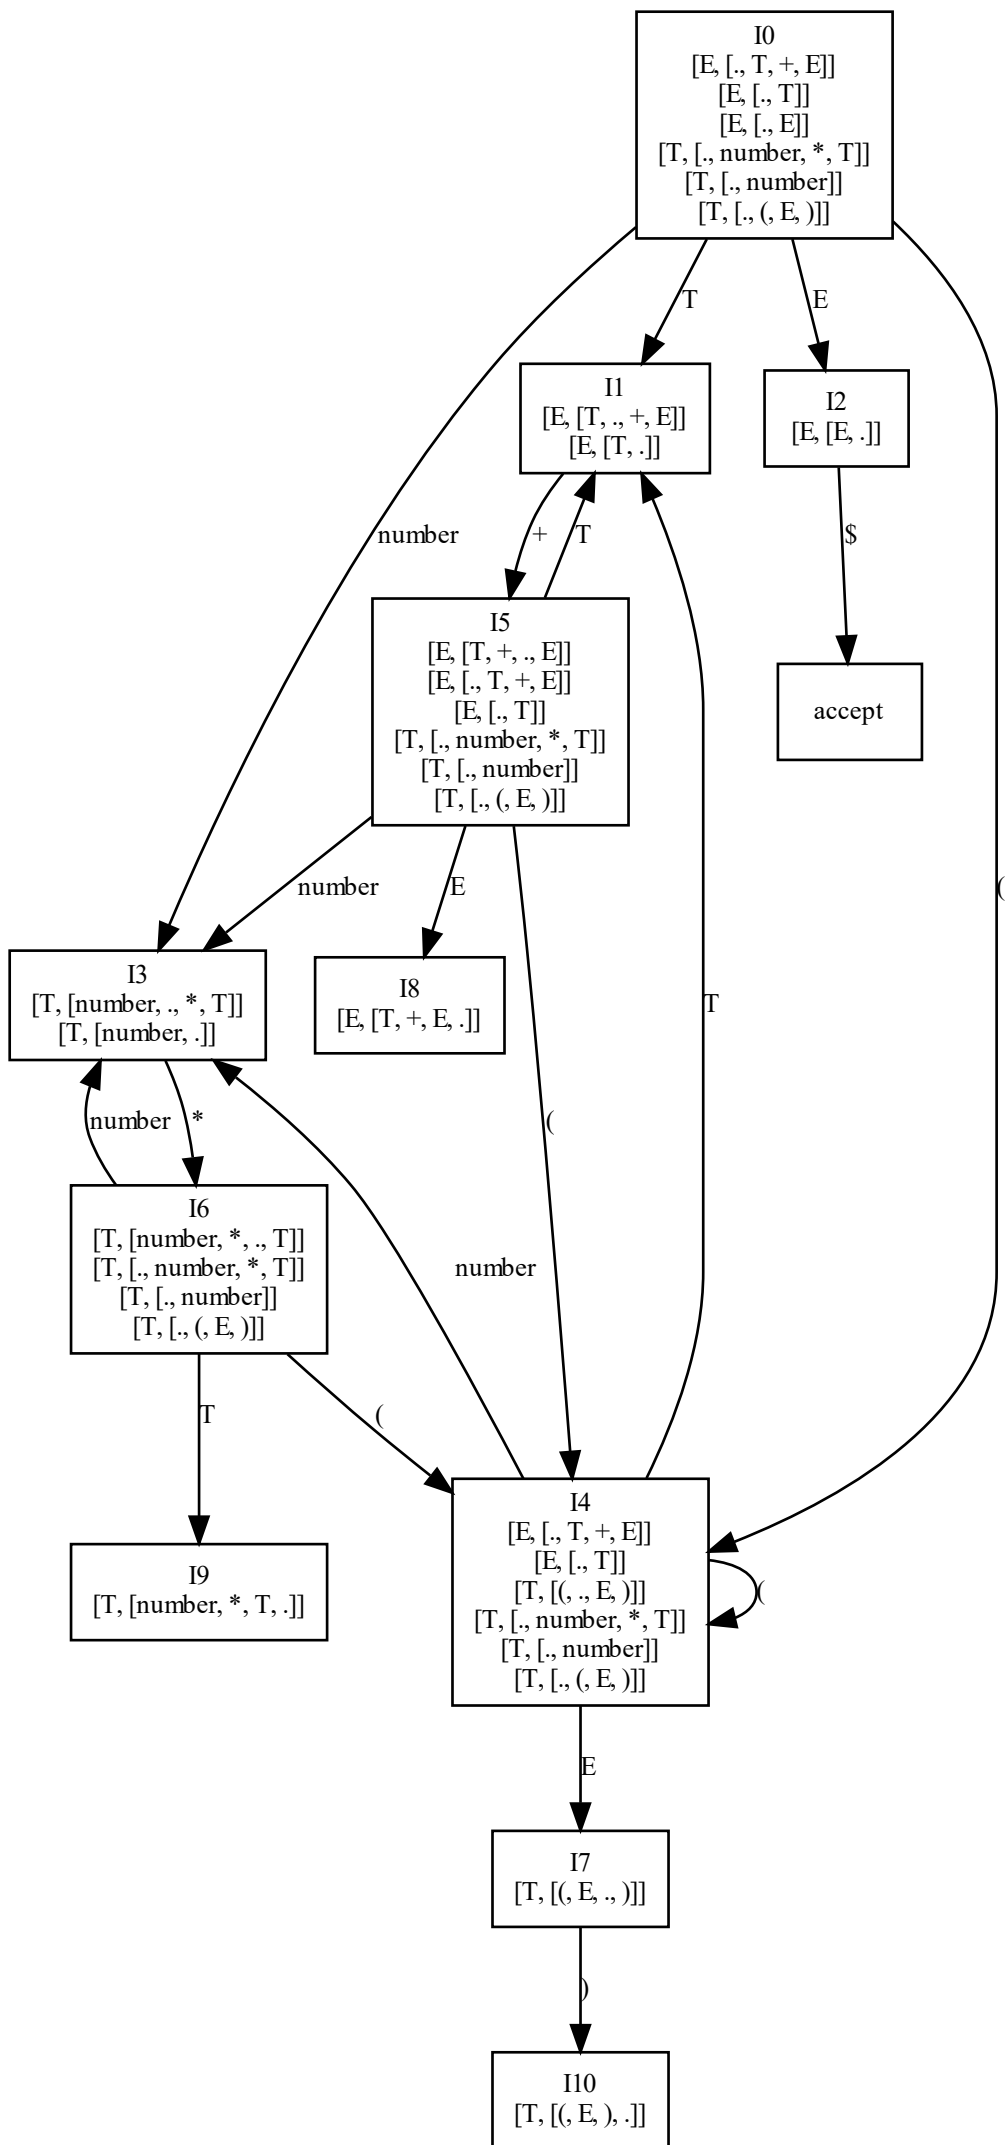 I0
[E, [., T, +, E]]
[E, [., T]]
[E, [., E]]
[T, [., number, *, T]]
[T, [., number]]
[T, [., (, E, )]]
T
E
I1
[E, [T, ., +, E]]
[E, [T, .]]
I2
[E, [E, .]]
number
+
T
$
I5
[E, [T, +, ., E]]
[E, [., T, +, E]]
[E, [., T]]
[T, [., number, *, T]]
[T, [., number]]
[T, [., (, E, )]]
accept
number
E
(
I3
[T, [number, ., *, T]]
[T, [number, .]]
I8
[E, [T, +, E, .]]
T
number
*
(
I6
[T, [number, *, ., T]]
[T, [., number, *, T]]
[T, [., number]]
[T, [., (, E, )]]
number
T
(
I4
[E, [., T, +, E]]
[E, [., T]]
[T, [(, ., E, )]]
[T, [., number, *, T]]
[T, [., number]]
[T, [., (, E, )]]
(
I9
[T, [number, *, T, .]]
E
I7
[T, [(, E, ., )]]
)
I10
[T, [(, E, ), .]]